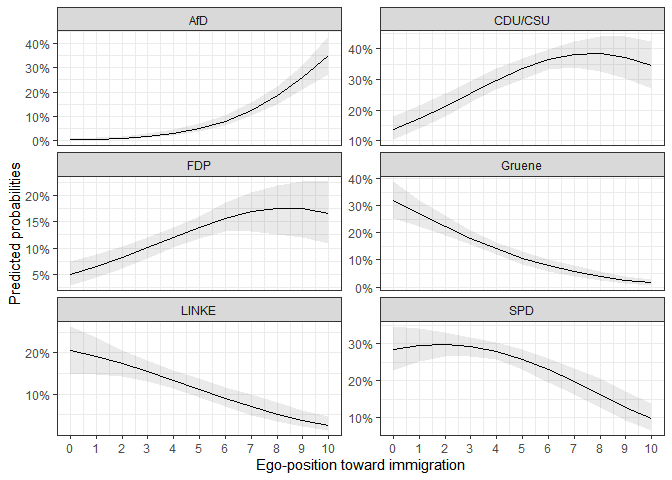 AfD
CDU/CSU
40%
30%
20%
10%
0%
40%
30%
20%
10%
FDP
Gruene
20%
15%
10%
5%
40%
30%
20%
10%
0%
LINKE
SPD
20%
10%
30%
20%
10%
0 1 2 3 4 5 6 7 8 9 10
0 1 2 3 4 5 6 7 8 9 10
Predicted probabilities
Ego-position toward immigration